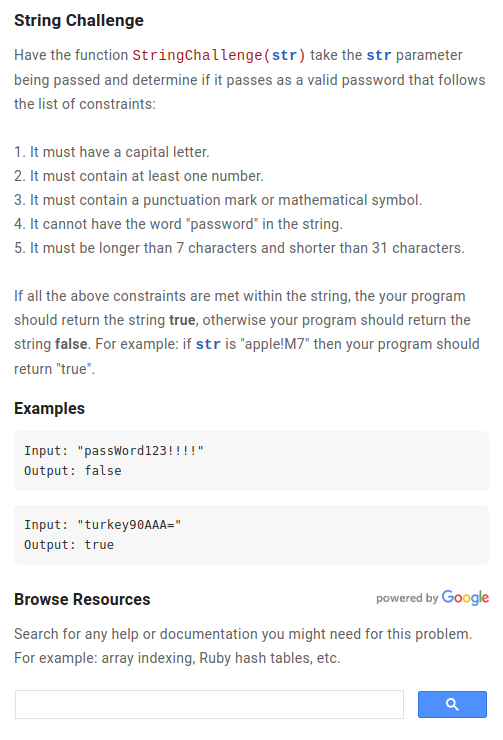 String Challenge
Have the function StringChallenge(str) take the str parameter
being passed and determine if it passes as a valid password that follows
the list of constraints:
1. It must have a capital letter.
2. It must contain at least one number.
3. It must contain a punctuation mark or mathematical symbol.
4. It cannot have the word "password" in the string.
5. It must be longer than 7 characters and shorter than 31 characters.
If all the above constraints are met within the string, the your program
should return the string true, otherwise your program should return the
string false. For example: if str is "apple!M7" then your program should
return "true".
Examples
Input: "passWord123!!!!"
Output: false
Input: "turkey90AAA="
Output: true
Browse Resources
powered by Google
Search for any help or documentation you might need for this problem.
For example: array indexing, Ruby hash tables, etc.